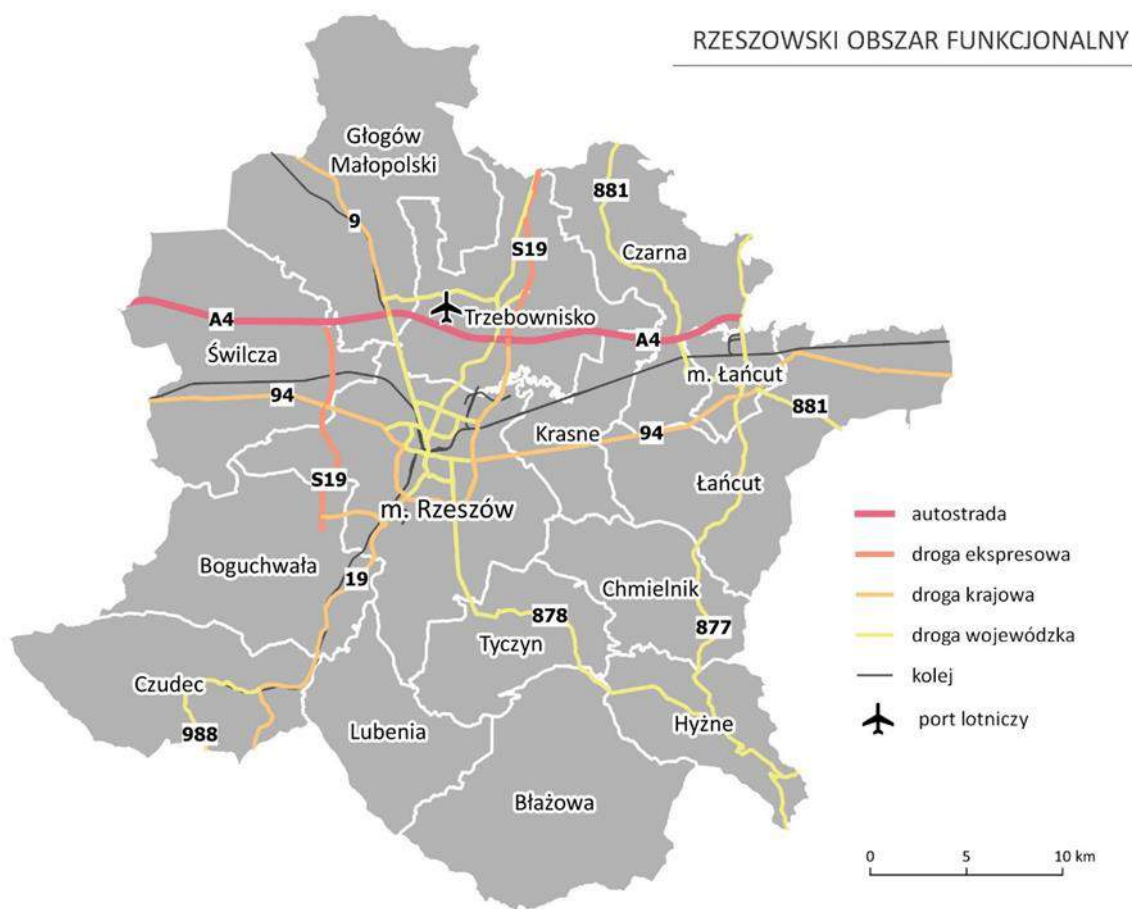 RZESZOWSKI OBSZAR FUNKCJONALNY
Głogów
Małopolski
881
9
S19
Czarna
Trzebownisko
A4
A4
Świlcza
m. Łańcut
94
881
Krasne
94
S19
Łańcut
m. Rzeszów
autostrada
droga ekspresowa
droga krajowa
droga wojewódzka
kolej
port lotniczy
Boguchwała
19
Chmielnik
878
877
Tyczyn
Czudec
988
Lubenia
Hyżne
Błażowa
0 5 10 km